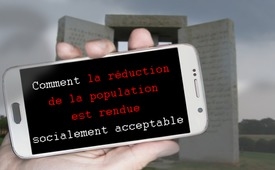 Comment la réduction
de la population
est rendue
socialement acceptable